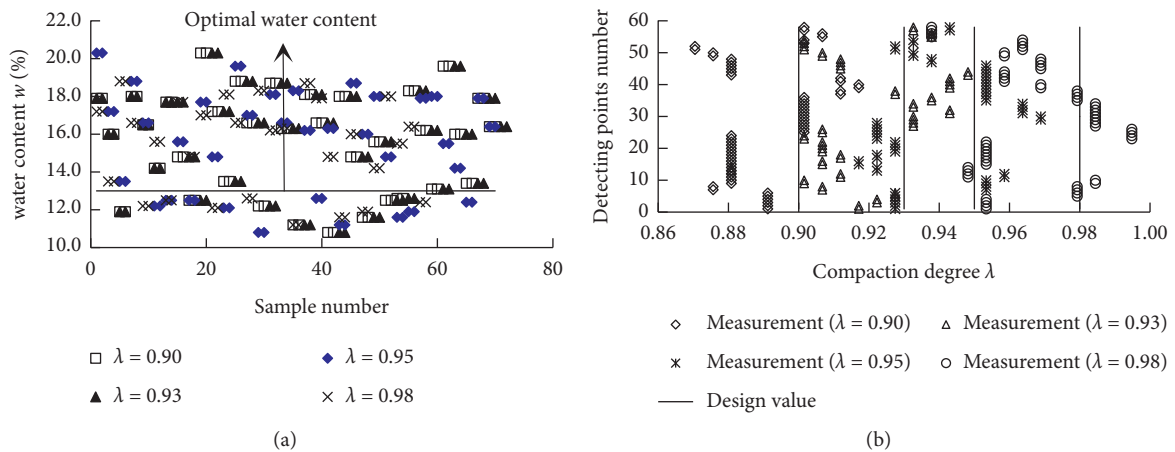 Optimal water content
water content w (%)
22.0
20.0
18.0
16.0
14.0
12.0
10.0
0 20 40 60 80
Sample number
λ = 0.90
λ = 0.95
λ = 0.93
λ = 0.98
(a)
Detecting points number
60
50
40
30
20
10
0
0.86 0.88 0.90 0.92 0.94 0.96 0.98 1.00
Compaction degree λ
Measurement (λ = 0.90)
Measurement (λ = 0.93)
Measurement (λ = 0.95)
Measurement (λ = 0.98)
Design value
(b)